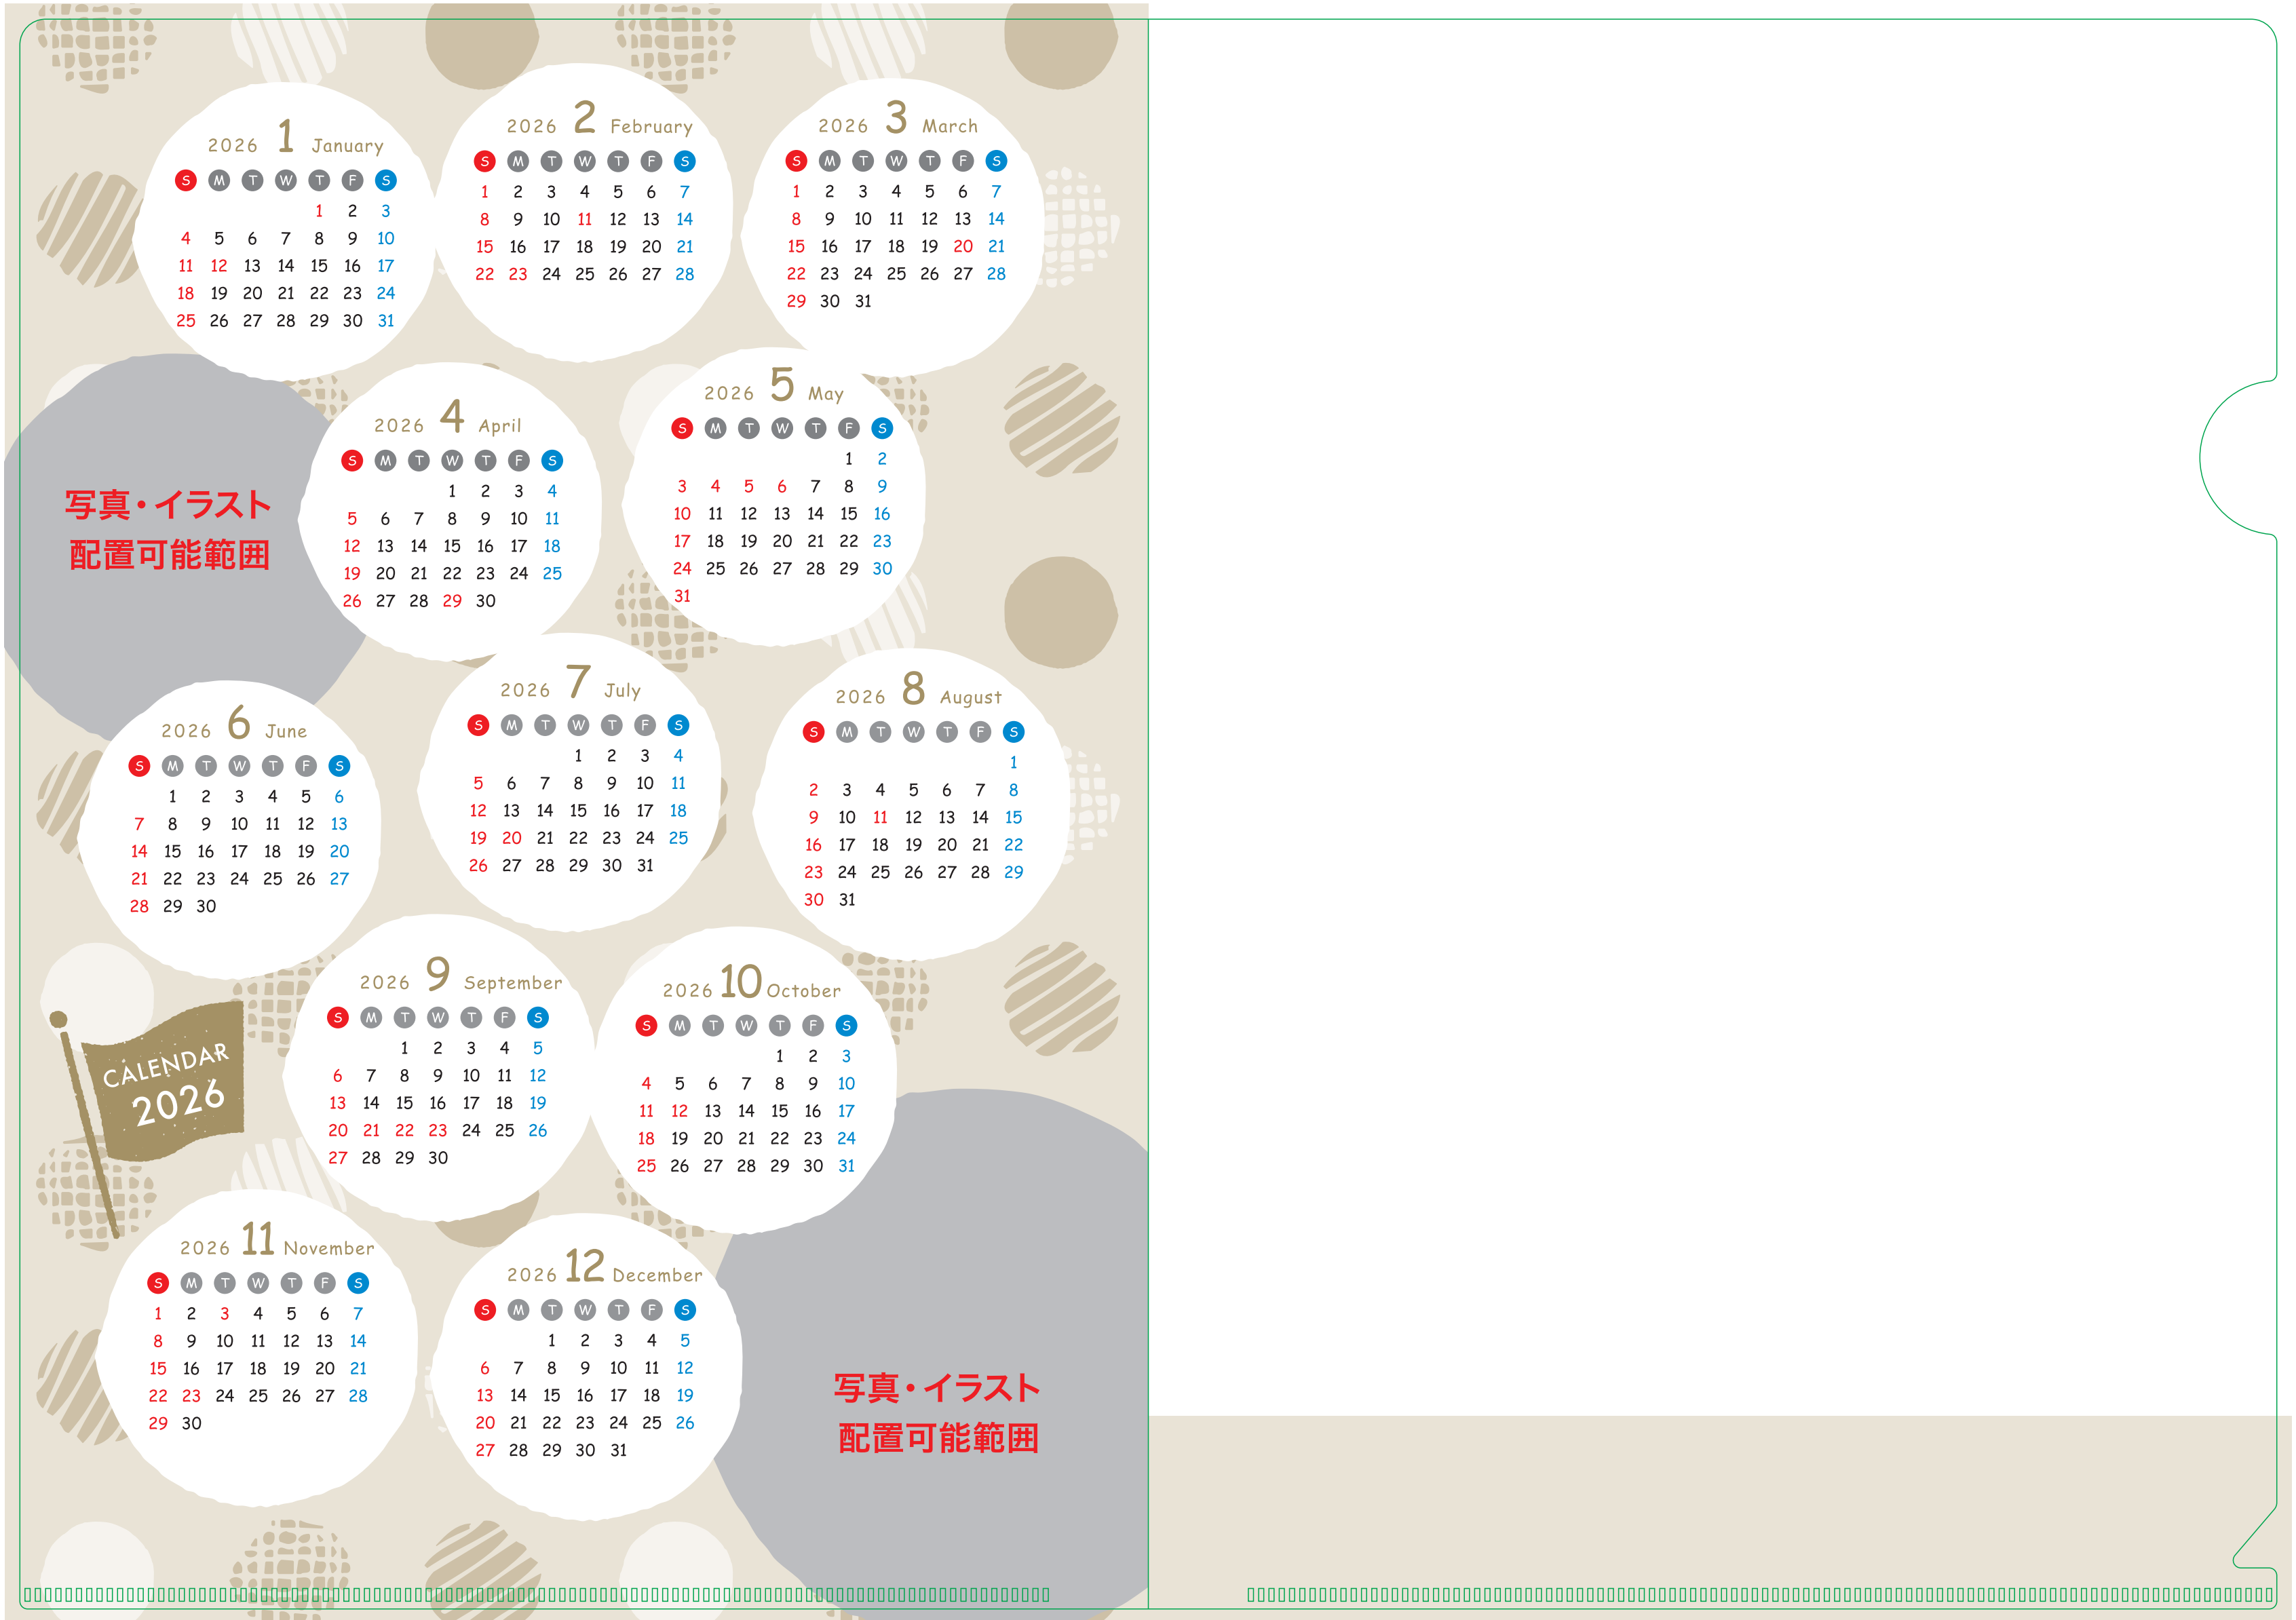 2026 1 January
S M T W T F S
1 2 3
4 5 6 7 8 9 10
11 12 13 14 15 16 17
18 19 20 21 22 23 24
25 26 27 28 29 30 31
2026 2 February
S M T W T F S
1 2 3 4 5 6 7
8 9 10 11 12 13 14
15 16 17 18 19 20 21
22 23 24 25 26 27 28
2026 3 March
S M T W T F S
1 2 3 4 5 6 7
8 9 10 11 12 13 14
15 16 17 18 19 20 21
22 23 24 25 26 27 28
29 30 31
写真・イラスト
配置可能範囲
2026 4 April
S M T W T F S
1 2 3 4
5 6 7 8 9 10 11
12 13 14 15 16 17 18
19 20 21 22 23 24 25
26 27 28 29 30
2026 5 May
S M T W T F S
1 2
3 4 5 6 7 8 9
10 11 12 13 14 15 16
17 18 19 20 21 22 23
24 25 26 27 28 29 30
31
2026 6 June
S M T W T F S
1 2 3 4 5 6
7 8 9 10 11 12 13
14 15 16 17 18 19 20
21 22 23 24 25 26 27
28 29 30
2026 7 July
S M T W T F S
1 2 3 4
5 6 7 8 9 10 11
12 13 14 15 16 17 18
19 20 21 22 23 24 25
26 27 28 29 30 31
2026 8 August
S M T W T F S
1
2 3 4 5 6 7 8
9 10 11 12 13 14 15
16 17 18 19 20 21 22
23 24 25 26 27 28 29
30 31
CALENDAR
2026
2026 9 September
S M T W T F S
1 2 3 4 5
6 7 8 9 10 11 12
13 14 15 16 17 18 19
20 21 22 23 24 25 26
27 28 29 30
2026 10 October
S M T W T F S
1 2 3
4 5 6 7 8 9 10
11 12 13 14 15 16 17
18 19 20 21 22 23 24
25 26 27 28 29 30 31
2026 11 November
S M T W T F S
1 2 3 4 5 6 7
8 9 10 11 12 13 14
15 16 17 18 19 20 21
22 23 24 25 26 27 28
29 30
2026 12 December
S M T W T F S
1 2 3 4 5
6 7 8 9 10 11 12
13 14 15 16 17 18 19
20 21 22 23 24 25 26
27 28 29 30 31
写真・イラスト
配置可能範囲